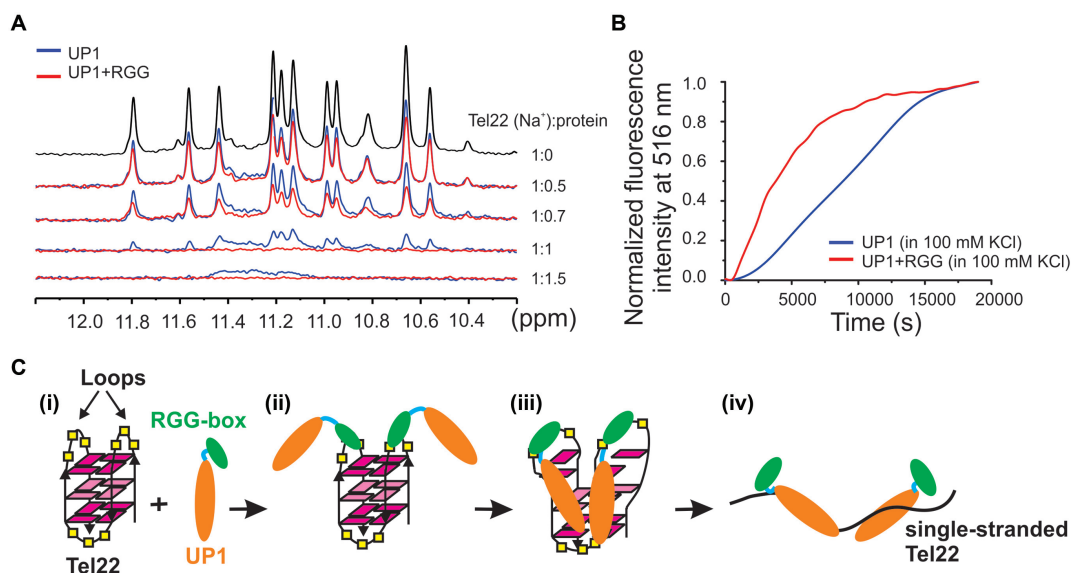 A
UP1
UP1+RGG
Tel22 (Na⁺):protein
1:0
1:0.5
1:0.7
1:1
1:1.5
12.0 11.8 11.6 11.4 11.2 11.0 10.8 10.6 10.4 (ppm)
B
Normalized fluorescence
intensity at 516 nm
1.0
0.8
0.6
0.4
0.2
0.0
UP1 (in 100 mM KCl)
UP1+RGG (in 100 mM KCl)
0 5000 10000 15000 20000
Time (s)
C
Loops
(i) (ii) (iii) (iv)
RGG-box
+
UP1
Tel22
single-stranded
Tel22